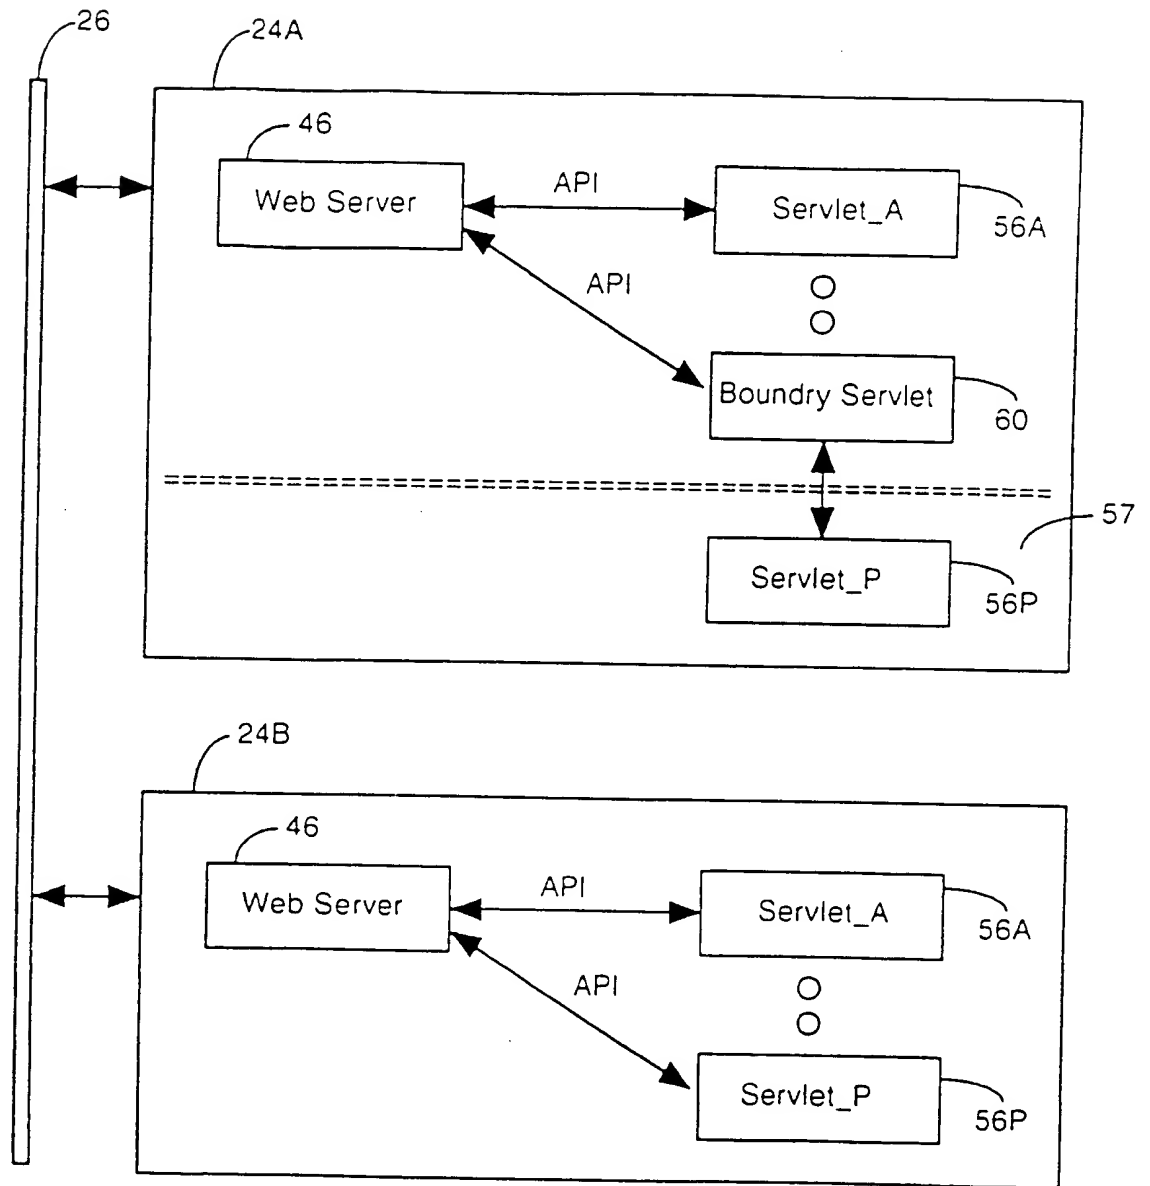 26
24A
46
Web Server
API
Servlet_A
56A
API
Boundry Servlet
60
57
Servlet_P
56P
24B
46
Web Server
API
Servlet_A
56A
API
Servlet_P
56P